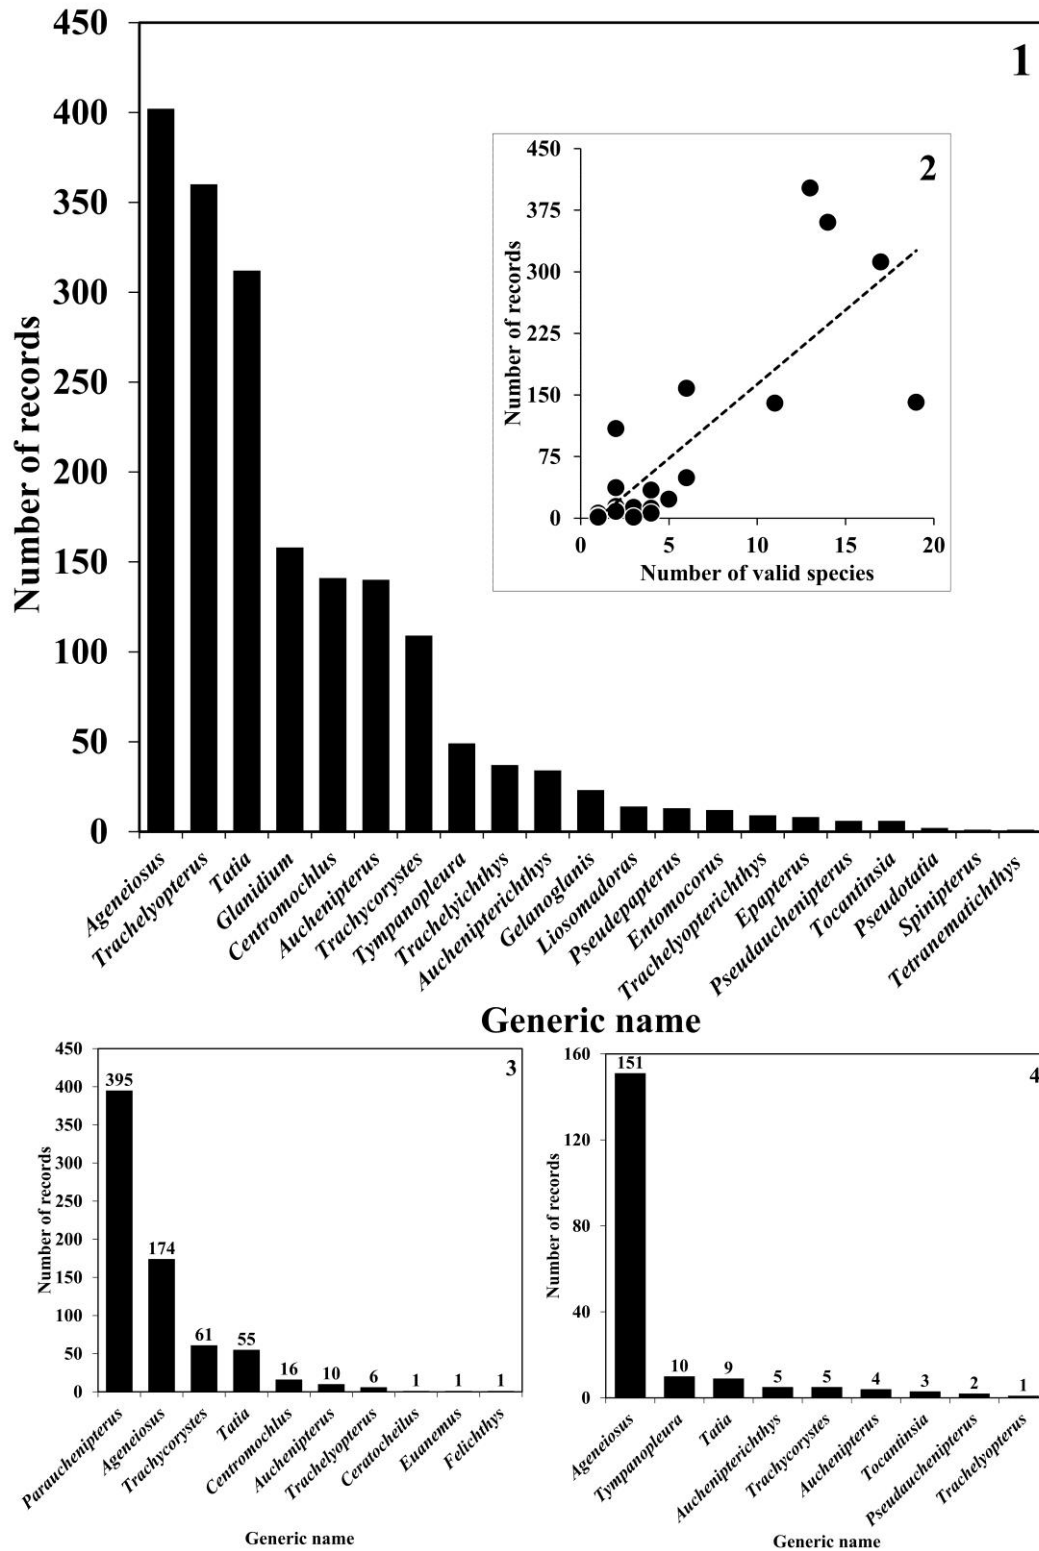 1
450
400
350
300
250
200
150
100
50
0
Number of records
2
450
375
300
225
150
75
0
Number of records
0 5 10 15 20
Number of valid species
Ageneiosus
Trachelyopterus
Tatia
Glanidium
Centromochlus
Auchenipterus
Trachycorystes
Tympanopleura
Trachelyichthys
Auchenipterichthys
Gelanoglanis
Liosomadoras
Pseudepapterus
Entomocorus
Trachelyopterichthys
Epapterus
Pseudauchenipterus
Tocantinsia
Pseudotatia
Spinipterus
Tetranematichthys
Generic name
3
450
400
350
300
250
200
150
100
50
0
Number of records
395
174
61
55
16
10
6
1
1
1
Parauchenipterus
Ageneiosus
Trachycorystes
Tatia
Centromochlus
Auchenipterus
Trachelyopterus
Ceratocheilus
Euanemus
Felichthys
Generic name
4
160
120
80
40
0
Number of records
151
10
9
5
5
4
3
2
1
Ageneiosus
Tympanopleura
Tatia
Auchenipterichthys
Trachycorystes
Auchenipterus
Tocantinsia
Pseudauchenipterus
Trachelyopterus
Generic name